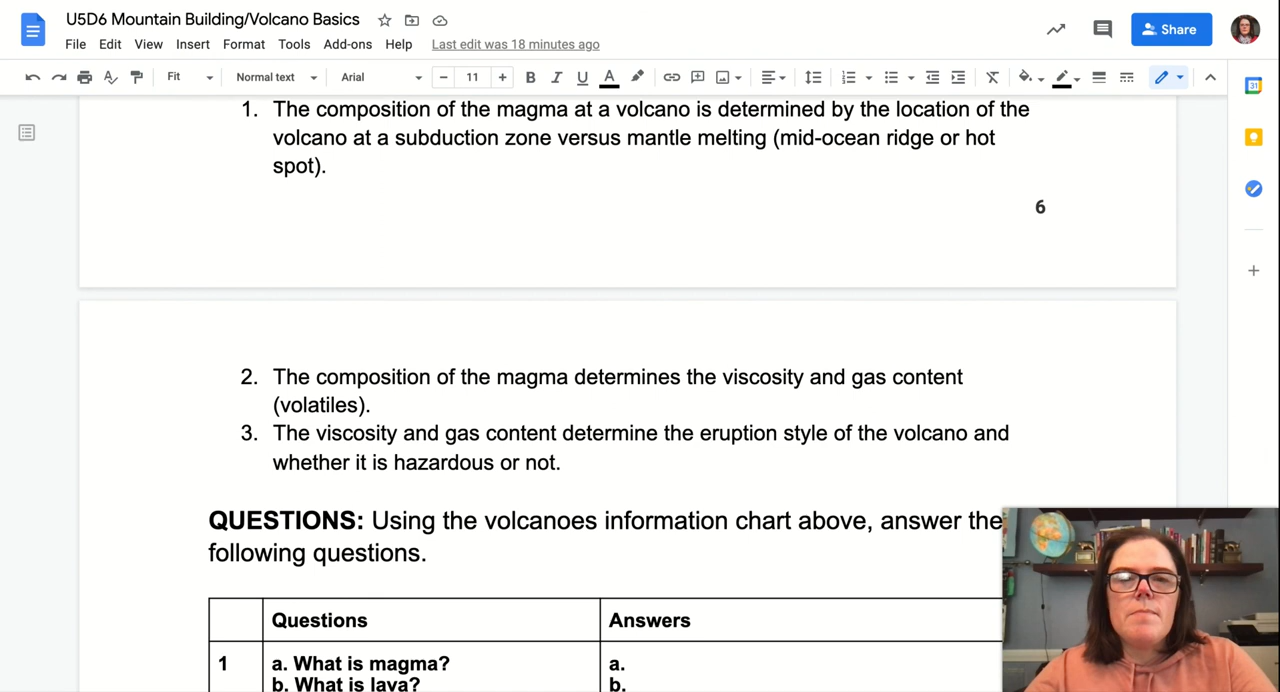 U5D6 Mountain Building/Volcano Basics
File Edit View Insert Format Tools Add-ons Help Last edit was 18 minutes ago
Share
Fit Normal text Arial 11 B I U A
31
1. The composition of the magma at a volcano is determined by the location of the
volcano at a subduction zone versus mantle melting (mid-ocean ridge or hot
spot).
6
2. The composition of the magma determines the viscosity and gas content
(volatiles).
3. The viscosity and gas content determine the eruption style of the volcano and
whether it is hazardous or not.
QUESTIONS: Using the volcanoes information chart above, answer the
following questions.
Questions Answers
1 a. What is magma? a.
b. What is lava? b.